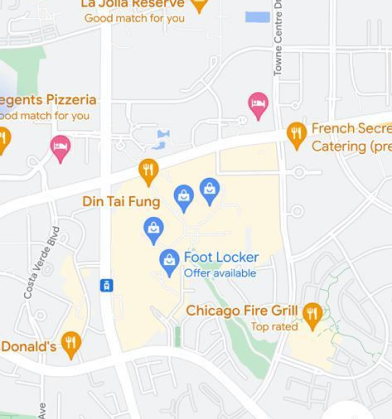 La Jolla Reserve
Good match for you
Towne Centre Dr
egents Pizzeria
ood match for you
French Secre
Catering (pre
Din Tai Fung
Costa Verde Blvd
Foot Locker
Offer available
Chicago Fire Grill
Top rated
Donald's
Ave